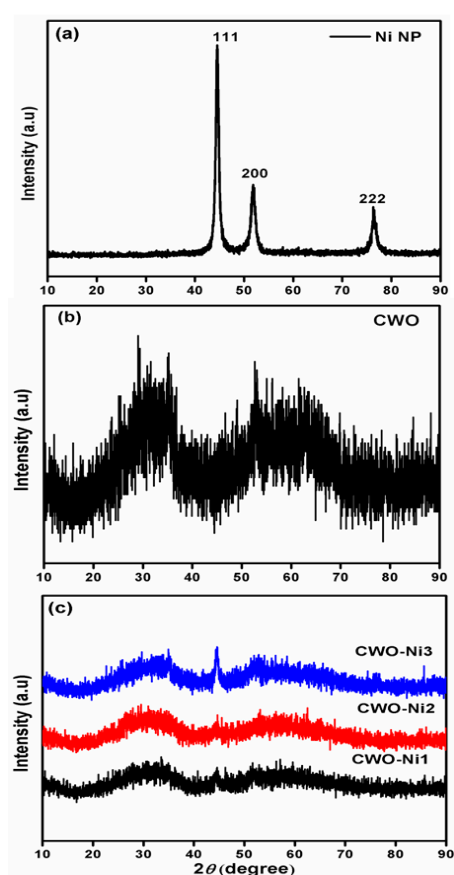 (a)
Ni NP
111
200
222
Intensity (a.u)
10 20 30 40 50 60 70 80 90
(b)
CWO
Intensity (a.u)
10 20 30 40 50 60 70 80 90
(c)
CWO-Ni3
CWO-Ni2
CWO-Ni1
Intensity (a.u)
10 20 30 40 50 60 70 80 90
2θ (degree)